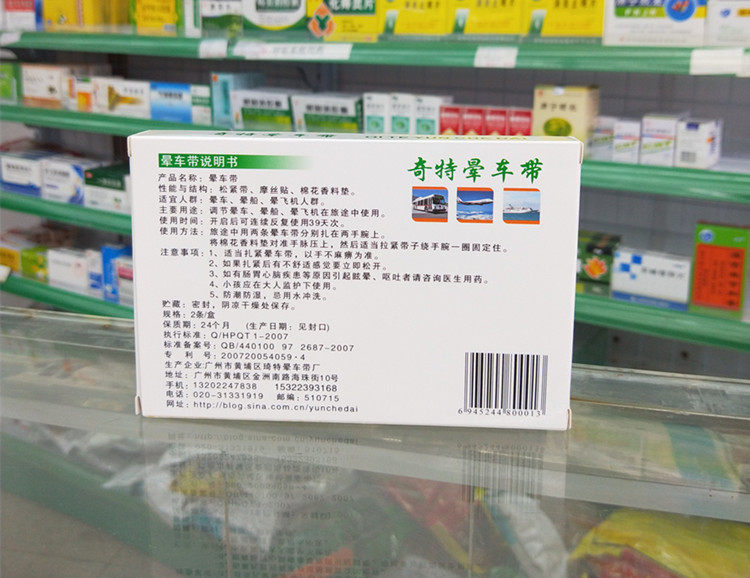 晕车带说明书
奇特晕车带
产品名称：晕车带
性能与结构：松紧带、摩丝贴、棉花香料垫。
适宜人群：晕车、晕船、晕飞机人群。
主要用途：调节晕车、晕船、晕飞机在旅途中使用。
使用时间：开启后可连续反复使用39天次。
使用方法：旅途中用两条晕车带分别扎在两手腕上。
将棉花香料垫对准手脉压上，然后适当拉紧带子绕手腕一圈固定住。
注意事项：1、适当扎紧晕车带，以手不麻痹为准。
2、如果扎紧后有不舒适感觉要立即松开。
3、如有肠胃心脑疾患等原因引起眩晕、呕吐者请咨询医生用药。
4、小孩应在大人监护下使用。
5、防潮防湿，忌用水冲洗。
贮藏：密封，阴凉干燥处保存。
规格：2条/盒
保质期：24个月 （生产日期：见封口）
执行标准：Q/HPQT 1-2007
标准备案号：QB/440100 97 2687-2007
专 利 号：200720054059·4
生产企业:广州市黄埔区琦特晕车带厂
地址：广州市黄埔区金洲南路海珠街10号
手机：13202247838 15322393168
电话：020-31331919 邮编：510715
网址：http://blog.sina.com.cn/yunchedai
6 945244 800013